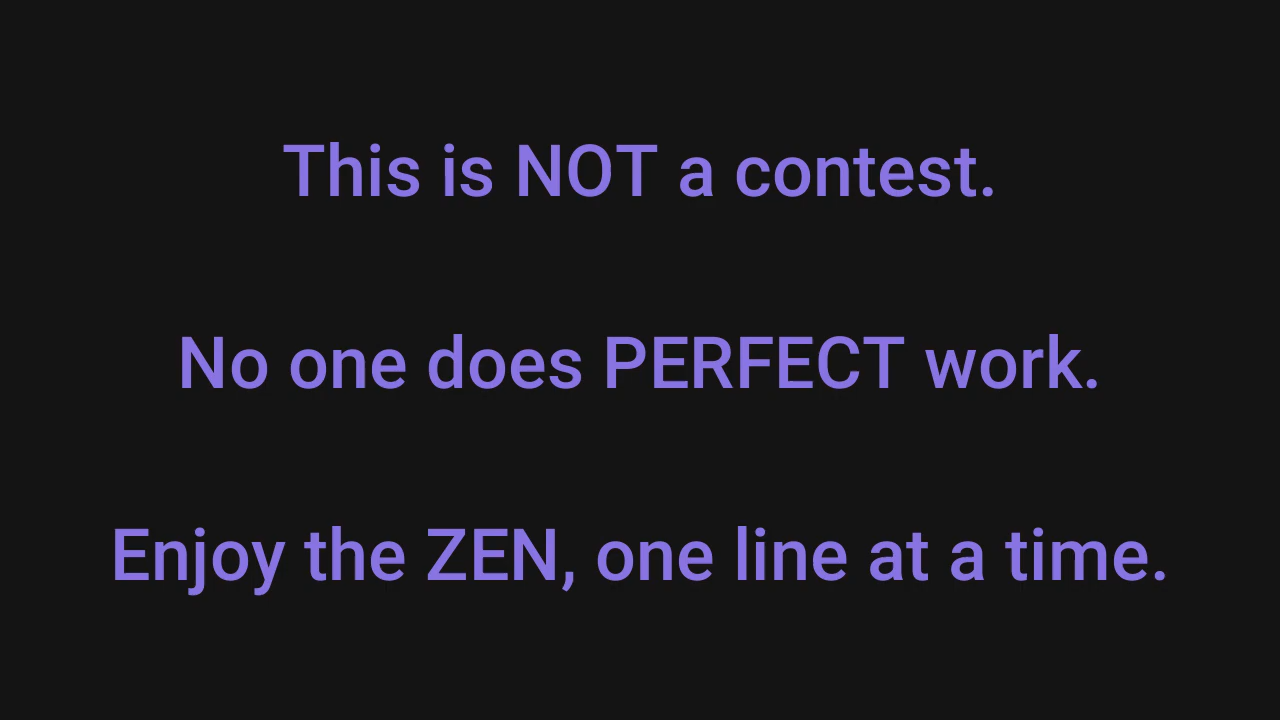 This is NOT a contest.
No one does PERFECT work.
Enjoy the ZEN, one line at a time.